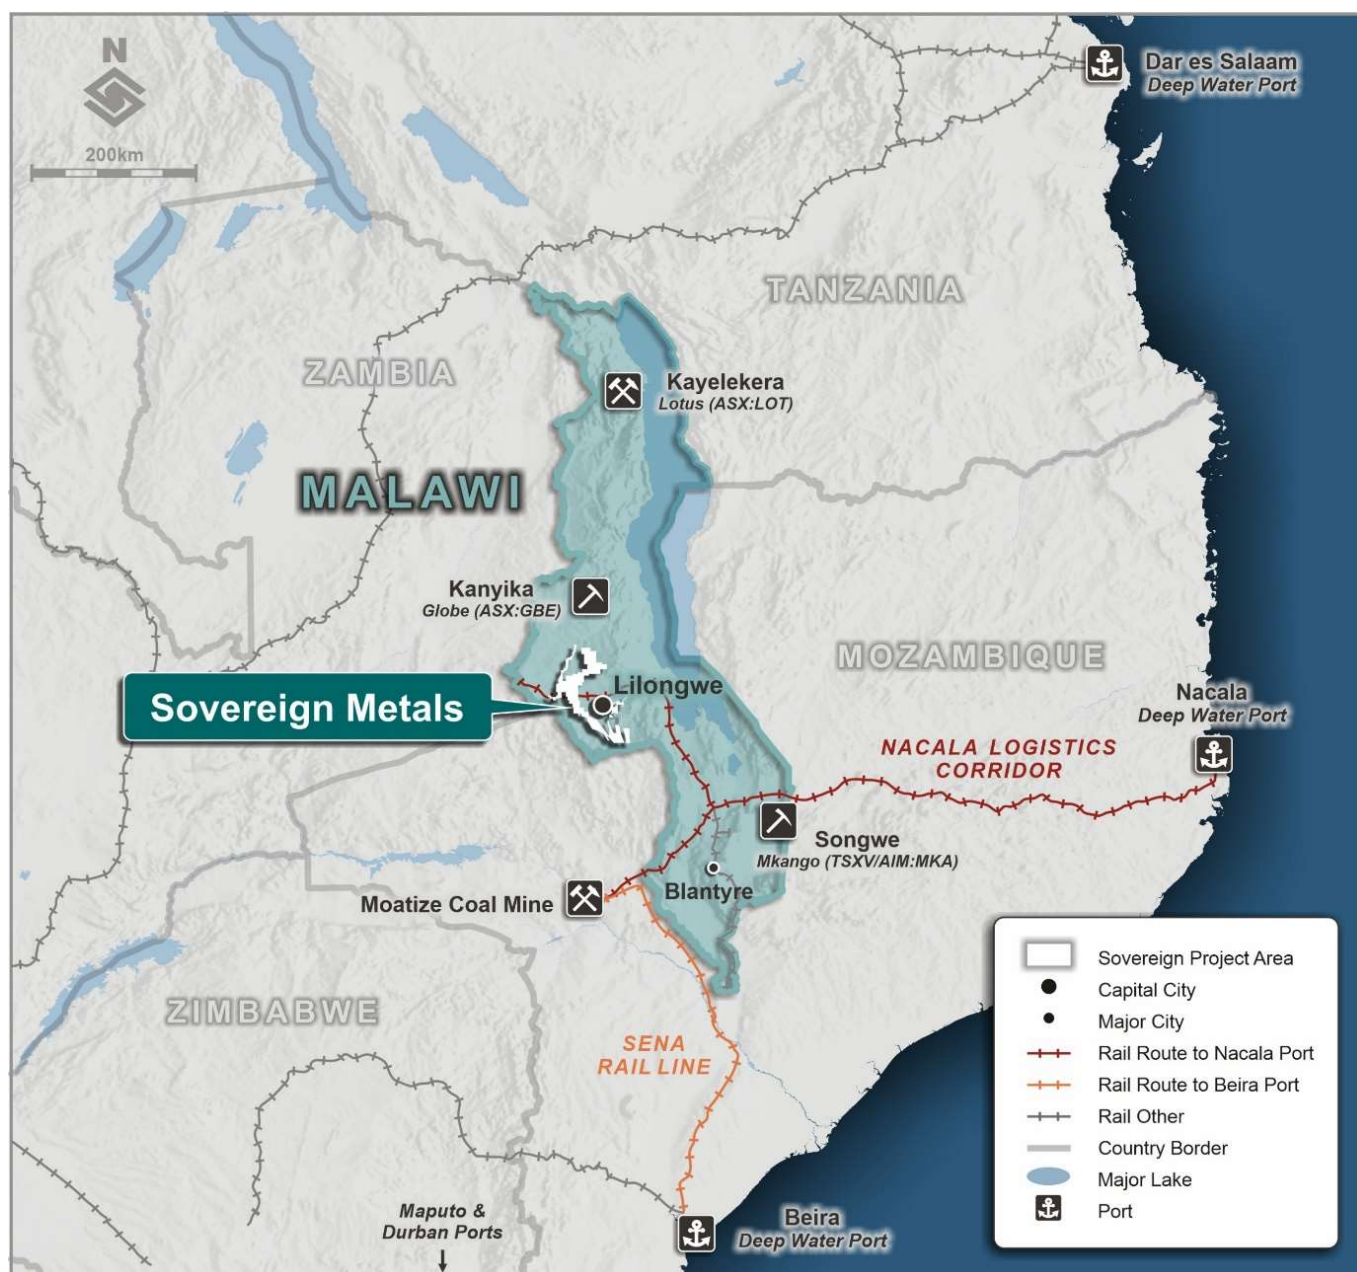 N
200km
Dar es Salaam
Deep Water Port
TANZANIA
ZAMBIA
Kayelekera
Lotus (ASX:LOT)
MALAWI
Kanyika
Globe (ASX:GBE)
MOZAMBIQUE
Lilongwe
Sovereign Metals
Nacala
Deep Water Port
NACALA LOGISTICS
CORRIDOR
Songwe
Mkango (TSXV/AIM:MKA)
Blantyre
Moatize Coal Mine
ZIMBABWE
SENA
RAIL LINE
Maputo &
Durban Ports
Beira
Deep Water Port
Sovereign Project Area
Capital City
Major City
Rail Route to Nacala Port
Rail Route to Beira Port
Rail Other
Country Border
Major Lake
Port